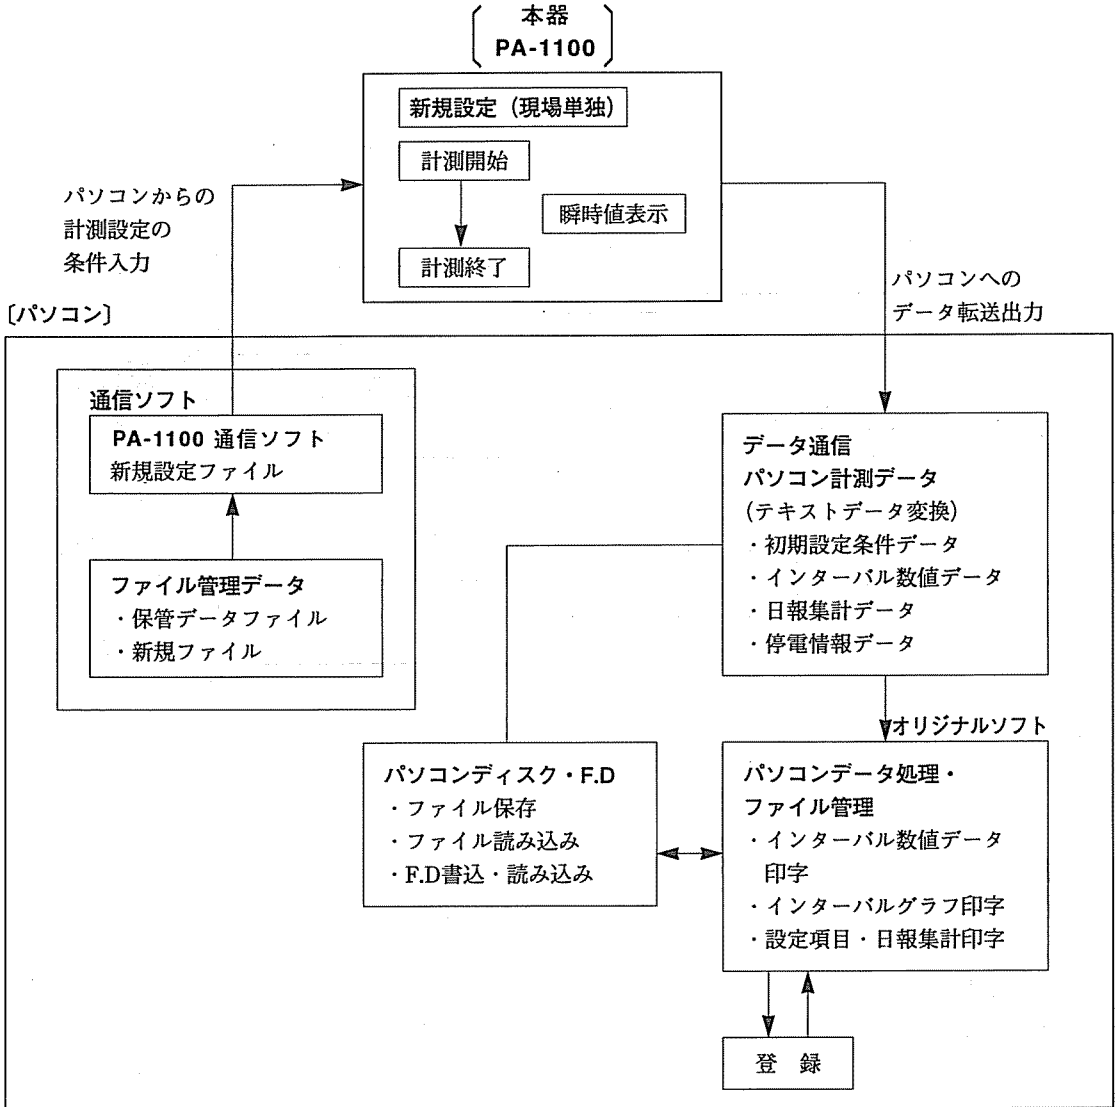 本器
PA-1100
新規設定（現場単独）
計測開始
瞬時値表示
計測終了
パソコンからの
計測設定の
条件入力
パソコンへの
データ転送出力
〔パソコン〕
通信ソフト
PA-1100 通信ソフト
新規設定ファイル
ファイル管理データ
・保管データファイル
・新規ファイル
データ通信
パソコン計測データ
（テキストデータ変換）
・初期設定条件データ
・インターバル数値データ
・日報集計データ
・停電情報データ
オリジナルソフト
パソコンディスク・F.D
・ファイル保存
・ファイル読み込み
・F.D書込・読み込み
パソコンデータ処理・
ファイル管理
・インターバル数値データ
印字
・インターバルグラフ印字
・設定項目・日報集計印字
登　録